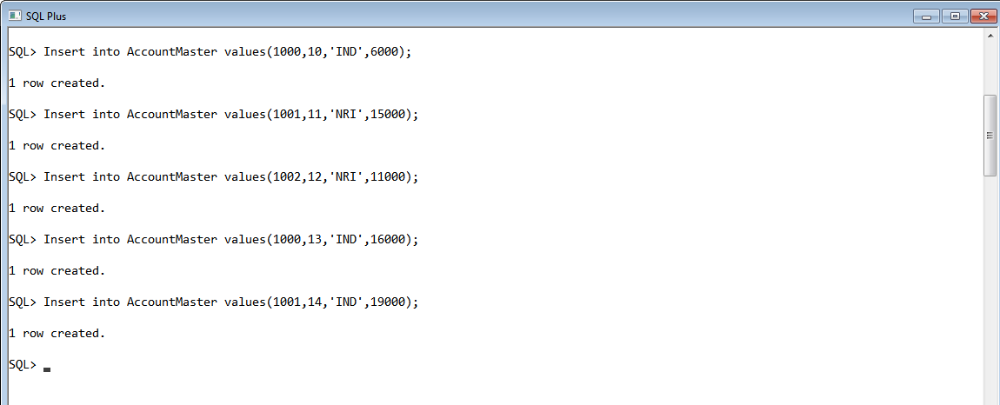 SQL Plus
SQL> Insert into AccountMaster values(1000,10,'IND',6000);
1 row created.
SQL> Insert into AccountMaster values(1001,11,'NRI',15000);
1 row created.
SQL> Insert into AccountMaster values(1002,12,'NRI',11000);
1 row created.
SQL> Insert into AccountMaster values(1000,13,'IND',16000);
1 row created.
SQL> Insert into AccountMaster values(1001,14,'IND',19000);
1 row created.
SQL>